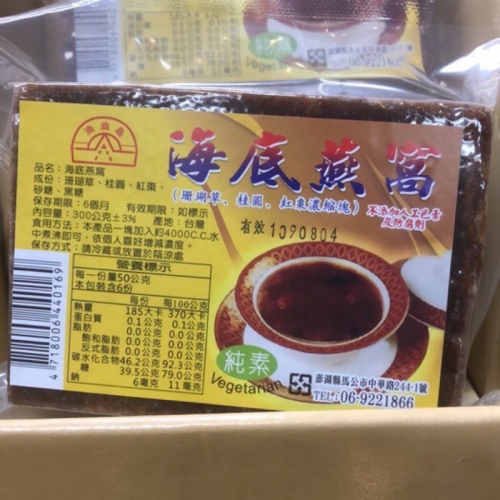 漁翁島
海底燕窩
(珊瑚草、桂圓、紅棗濃縮塊)
不添加人工色素
及防腐劑
有效 1090804
品名：海底燕窩
成份：珊瑚草、桂圓、紅棗、
砂糖、黑糖
保存期限：6個月 有效期限：如標示
內容量：300公克±3% 產地：台灣
食用方法：本產品一塊加入約4000C.C.水
中煮沸即可，依個人喜好增減濃度。
保存方式：請冷藏或放置於陰涼處
營養標示
每一份量50公克
本包裝含6份
每份 每100公克
熱量 185大卡 370大卡
蛋白質 0.1公克 0.1公克
脂肪 0公克 0公克
飽和脂肪 0公克 0公克
反式脂肪 0公克 0公克
碳水化合物 46.2公克 92.3公克
糖 39.5公克 79.0公克
鈉 6毫克 11毫克
47180061440169
純素
Vegetarian
澎湖縣馬公市中華路244-1號
TEL:06-9221866
純素
Vegetarian